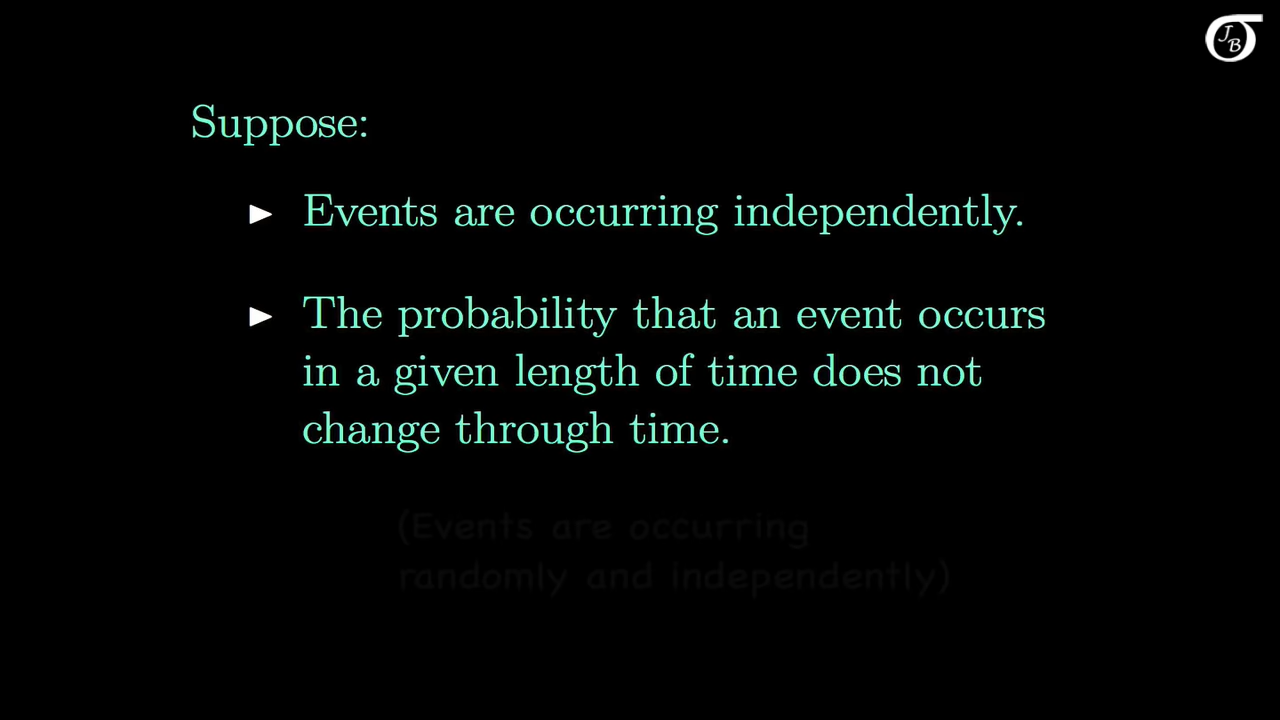 JB
Suppose:
► Events are occurring independently.
► The probability that an event occurs
in a given length of time does not
change through time.
(Events are occurring
randomly and independently)